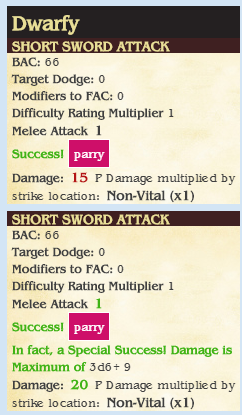 Dwarfy
SHORT SWORD ATTACK
BAC: 66
Target Dodge: 0
Modifiers to FAC: 0
Difficulty Rating Multiplier 1
Melee Attack 1
Success! parry
Damage: 15 P Damage multiplied by
strike location: Non-Vital (x1)
SHORT SWORD ATTACK
BAC: 66
Target Dodge: 0
Modifiers to FAC: 0
Difficulty Rating Multiplier 1
Melee Attack 1
Success! parry
In fact, a Special Success! Damage is
Maximum of 3d6+9
Damage: 20 P Damage multiplied by
strike location: Non-Vital (x1)